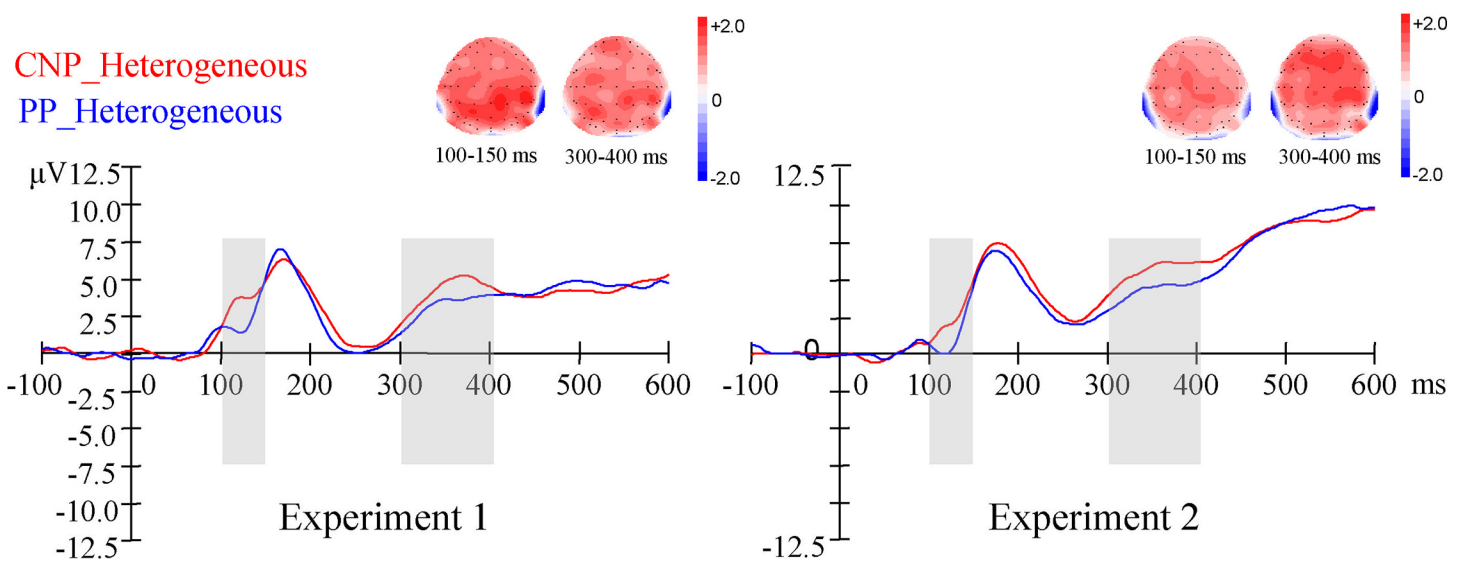 CNP_Heterogeneous
PP_Heterogeneous
100-150 ms
300-400 ms
+2.0
0
-2.0
100-150 ms
300-400 ms
+2.0
0
-2.0
µV
12.5
10.0
7.5
5.0
2.5
-2.5
-5.0
-7.5
-10.0
-12.5
-100 0 100 200 300 400 500 600
Experiment 1
12.5
0
-12.5
-100 0 100 200 300 400 500 600 ms
Experiment 2